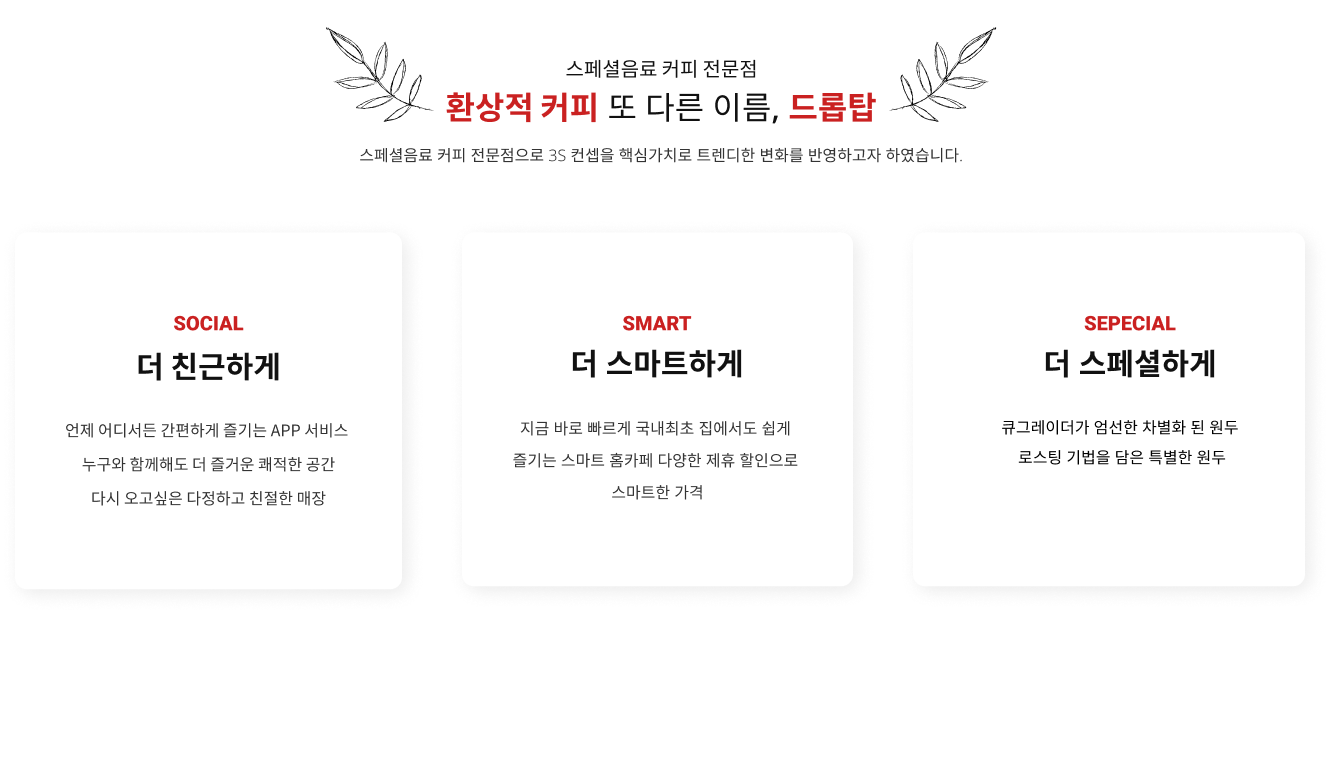 스페셜음료 커피 전문점
환상적 커피 또 다른 이름, 드롭탑
스페셜음료 커피 전문점으로 3S 컨셉을 핵심가치로 트렌디한 변화를 반영하고자 하였습니다.
SOCIAL
더 친근하게
언제 어디서든 간편하게 즐기는 APP 서비스
누구와 함께해도 더 즐거운 쾌적한 공간
다시 오고싶은 다정하고 친절한 매장
SMART
더 스마트하게
지금 바로 빠르게 국내최초 집에서도 쉽게
즐기는 스마트 홈카페 다양한 제휴 할인으로
스마트한 가격
SEPECIAL
더 스페셜하게
큐그레이더가 엄선한 차별화 된 원두
로스팅 기법을 담은 특별한 원두